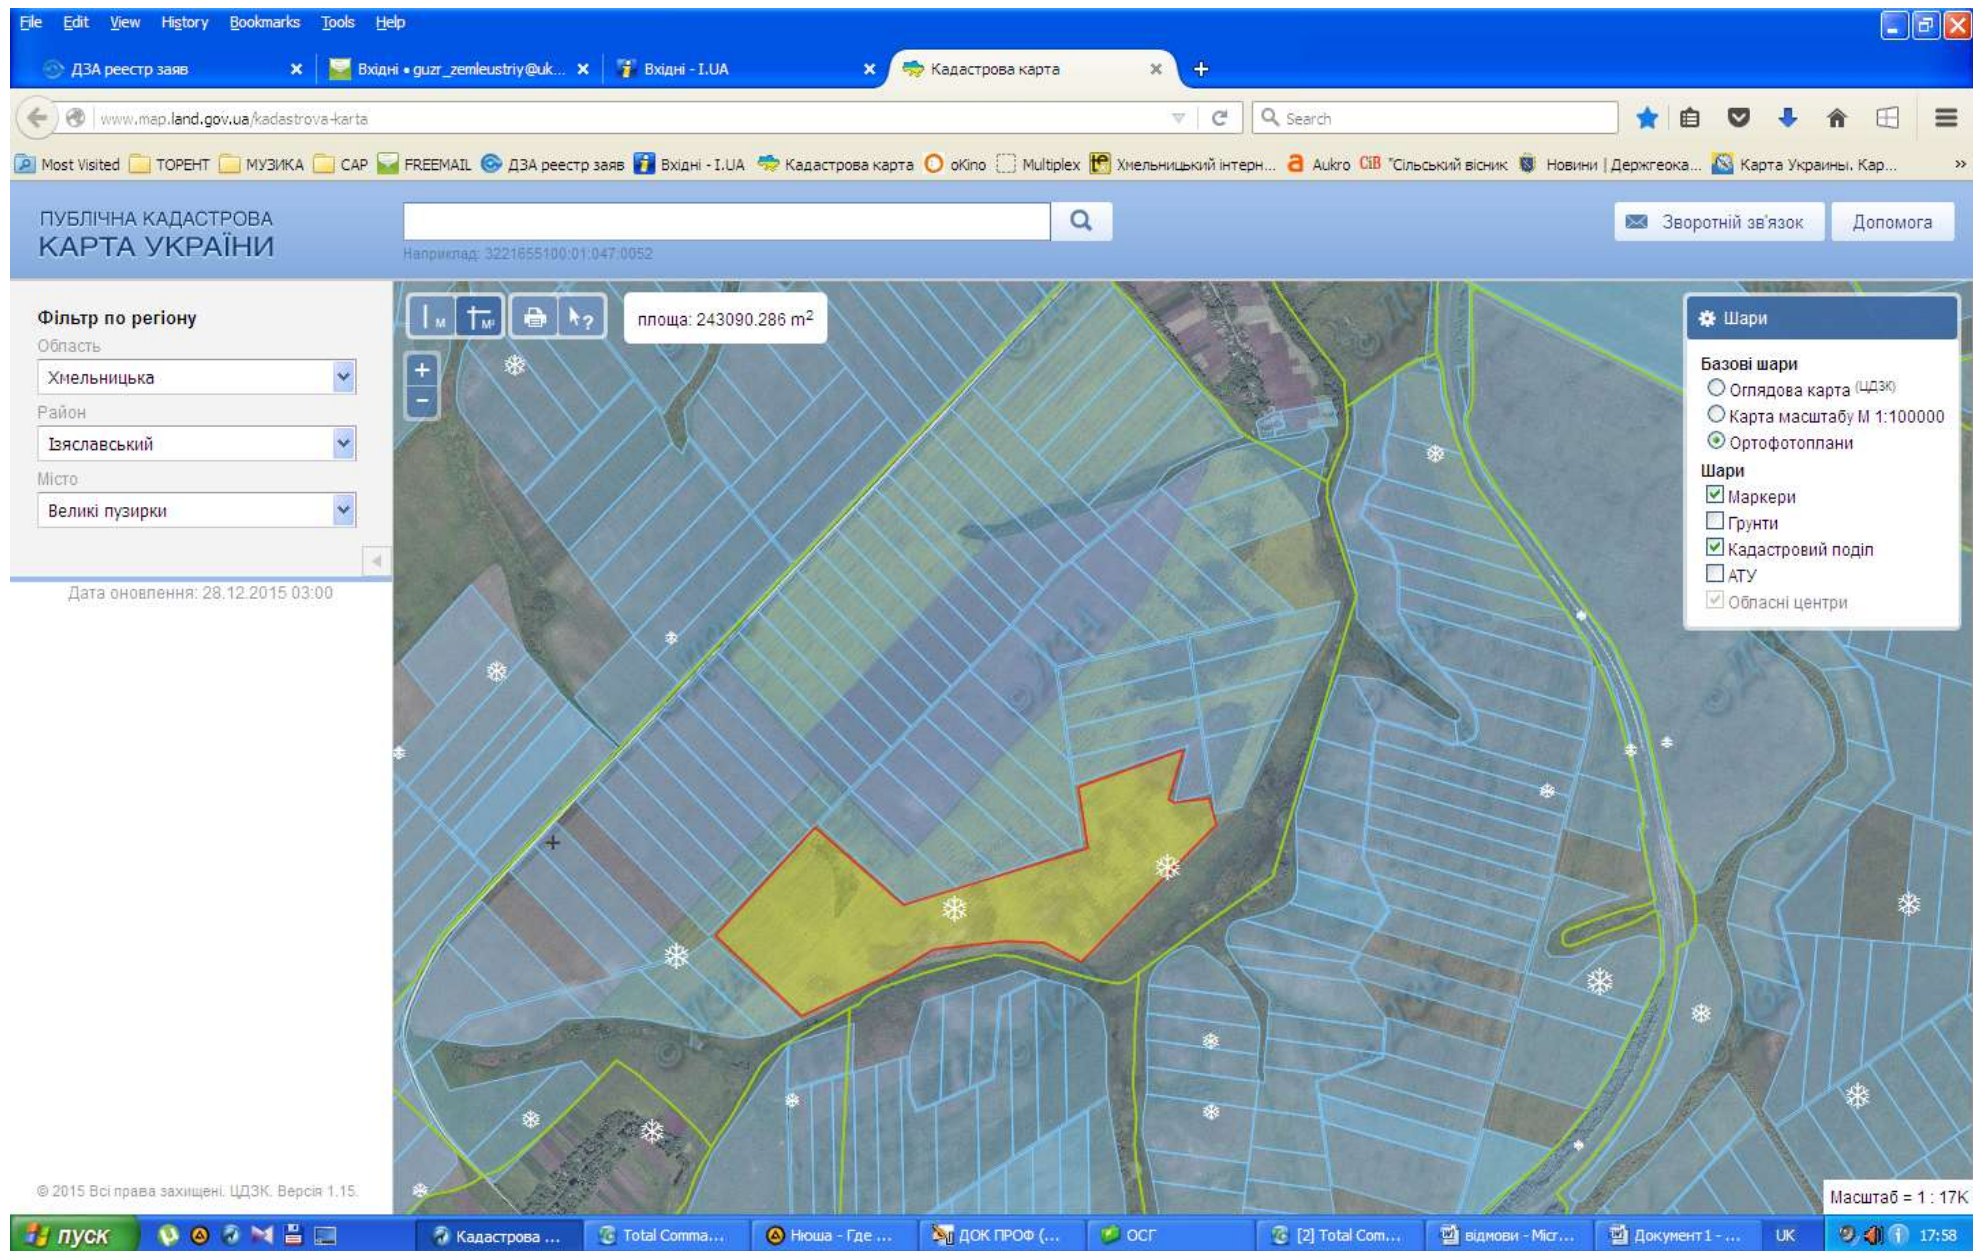 File Edit View History Bookmarks Tools Help
ДЗА реестр заяв
Вхідні • guzr_zemleustriy@uk...
Вхідні - I.UA
Кадастрова карта
www.map.land.gov.ua/kadastrova-karta
Search
Most Visited ТОРЕНТ МУЗИКА CAP FREEMAIL ДЗА реестр заяв Вхідні - I.UA Кадастрова карта oKino Multiplex Хмельницький інтерн... Aukro СіВ "Сільський вісник Новини | Держгеока... Карта Украины. Кар... »
ПУБЛІЧНА КАДАСТРОВА
КАРТА УКРАЇНИ
Наприклад: 3221655100:01:047:0052
Зворотній зв'язок
Допомога
Фільтр по регіону
Область
Хмельницька
Район
Ізяславський
Місто
Великі пузирки
Дата оновлення: 28.12.2015 03:00
© 2015 Всі права захищені. ЦДЗК. Версія 1.15.
М
М²
?
площа: 243090.286 m²
+
−
Шари
Базові шари
Оглядова карта (ЦДЗК)
Карта масштабу М 1:100000
Ортофотоплани
Шари
Маркери
Грунти
Кадастровий поділ
АТУ
Обласні центри
Масштаб = 1 : 17K
пуск
Кадастрова ...
Total Comma...
Нюша - Где ...
ДОК ПРОФ (...
ОСГ
[2] Total Com...
відмови - Micr...
Документ1 - ...
UK
17:58